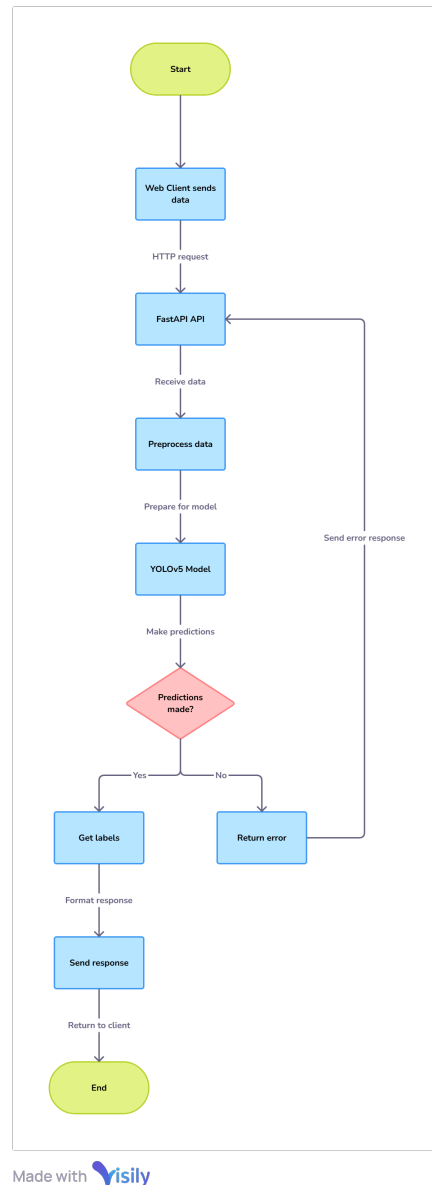 Start
Web Client sends
data
HTTP request
FastAPI API
Receive data
Preprocess data
Prepare for model
Send error response
YOLOv5 Model
Make predictions
Predictions
made?
Yes
No
Get labels
Return error
Format response
Send response
Return to client
End
Made with Visily